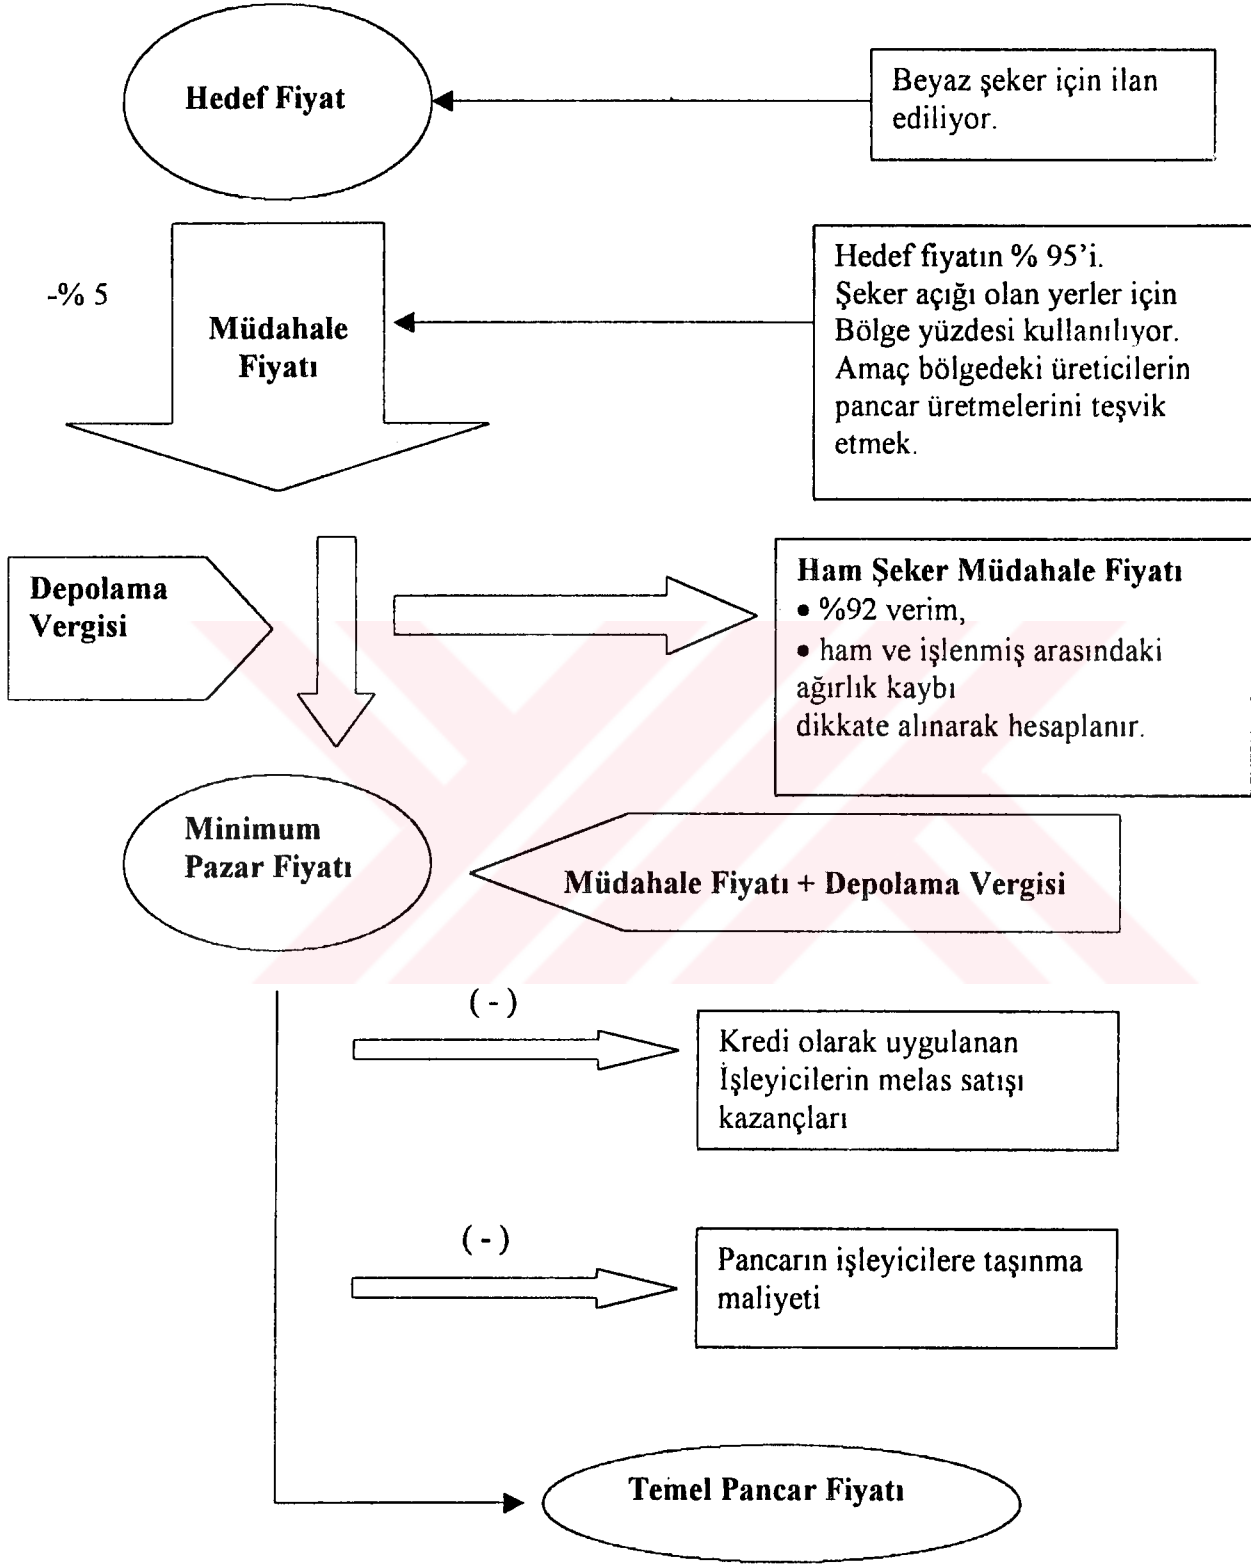 Hedef Fiyat
Beyaz şeker için ilan
ediliyor.
-% 5
Müdahale
Fiyatı
Hedef fiyatın % 95’i.
Şeker açığı olan yerler için
Bölge yüzdesi kullanılıyor.
Amaç bölgedeki üreticilerin
pancar üretmelerini teşvik
etmek.
Depolama
Vergisi
Ham Şeker Müdahale Fiyatı
• %92 verim,
• ham ve işlenmiş arasındaki
ağırlık kaybı
dikkate alınarak hesaplanır.
Minimum
Pazar Fiyatı
Müdahale Fiyatı + Depolama Vergisi
( - )
Kredi olarak uygulanan
İşleyicilerin melas satışı
kazançları
( - )
Pancarın işleyicilere taşınma
maliyeti
Temel Pancar Fiyatı